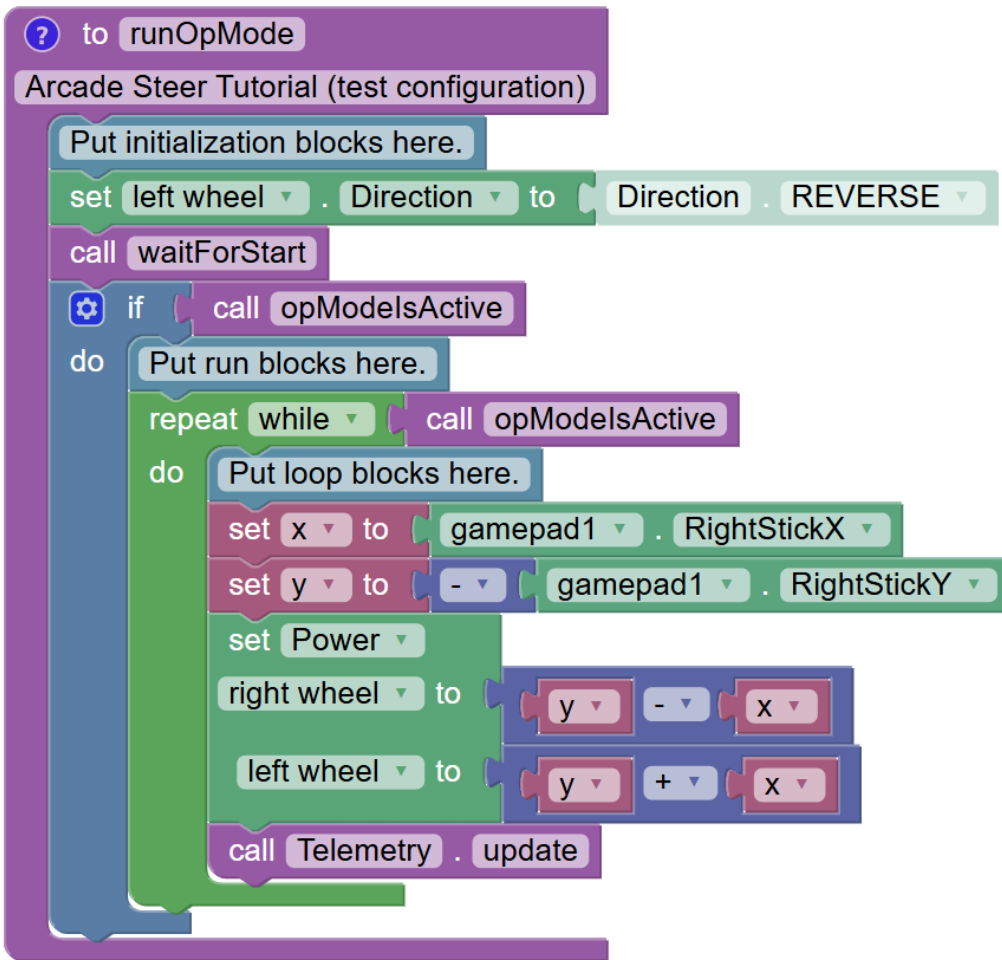 ? to runOpMode
Arcade Steer Tutorial (test configuration)
Put initialization blocks here.
set left wheel . Direction to Direction . REVERSE
call waitForStart
if call opModeIsActive
do Put run blocks here.
repeat while call opModeIsActive
do Put loop blocks here.
set x to gamepad1 . RightStickX
set y to - gamepad1 . RightStickY
set Power
right wheel to y - x
left wheel to y + x
call Telemetry . update